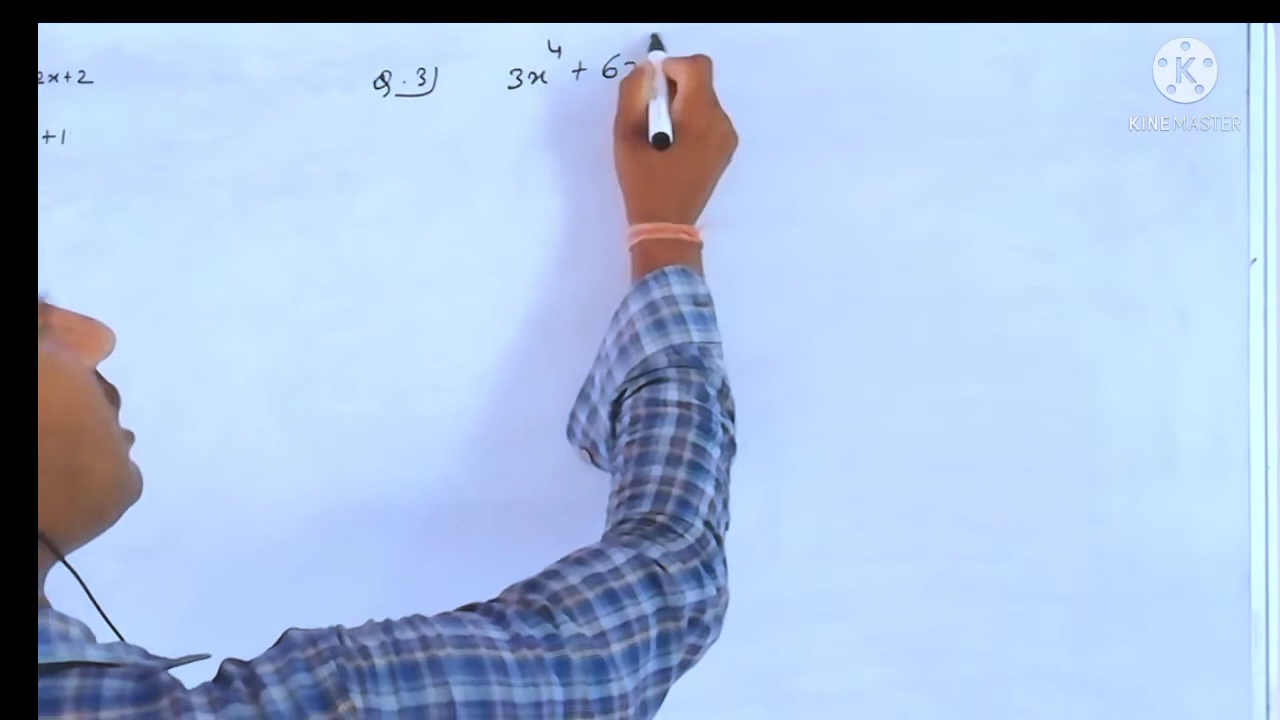 2x+2
+1
Q.3) 3x⁴ + 6
KINEMASTER